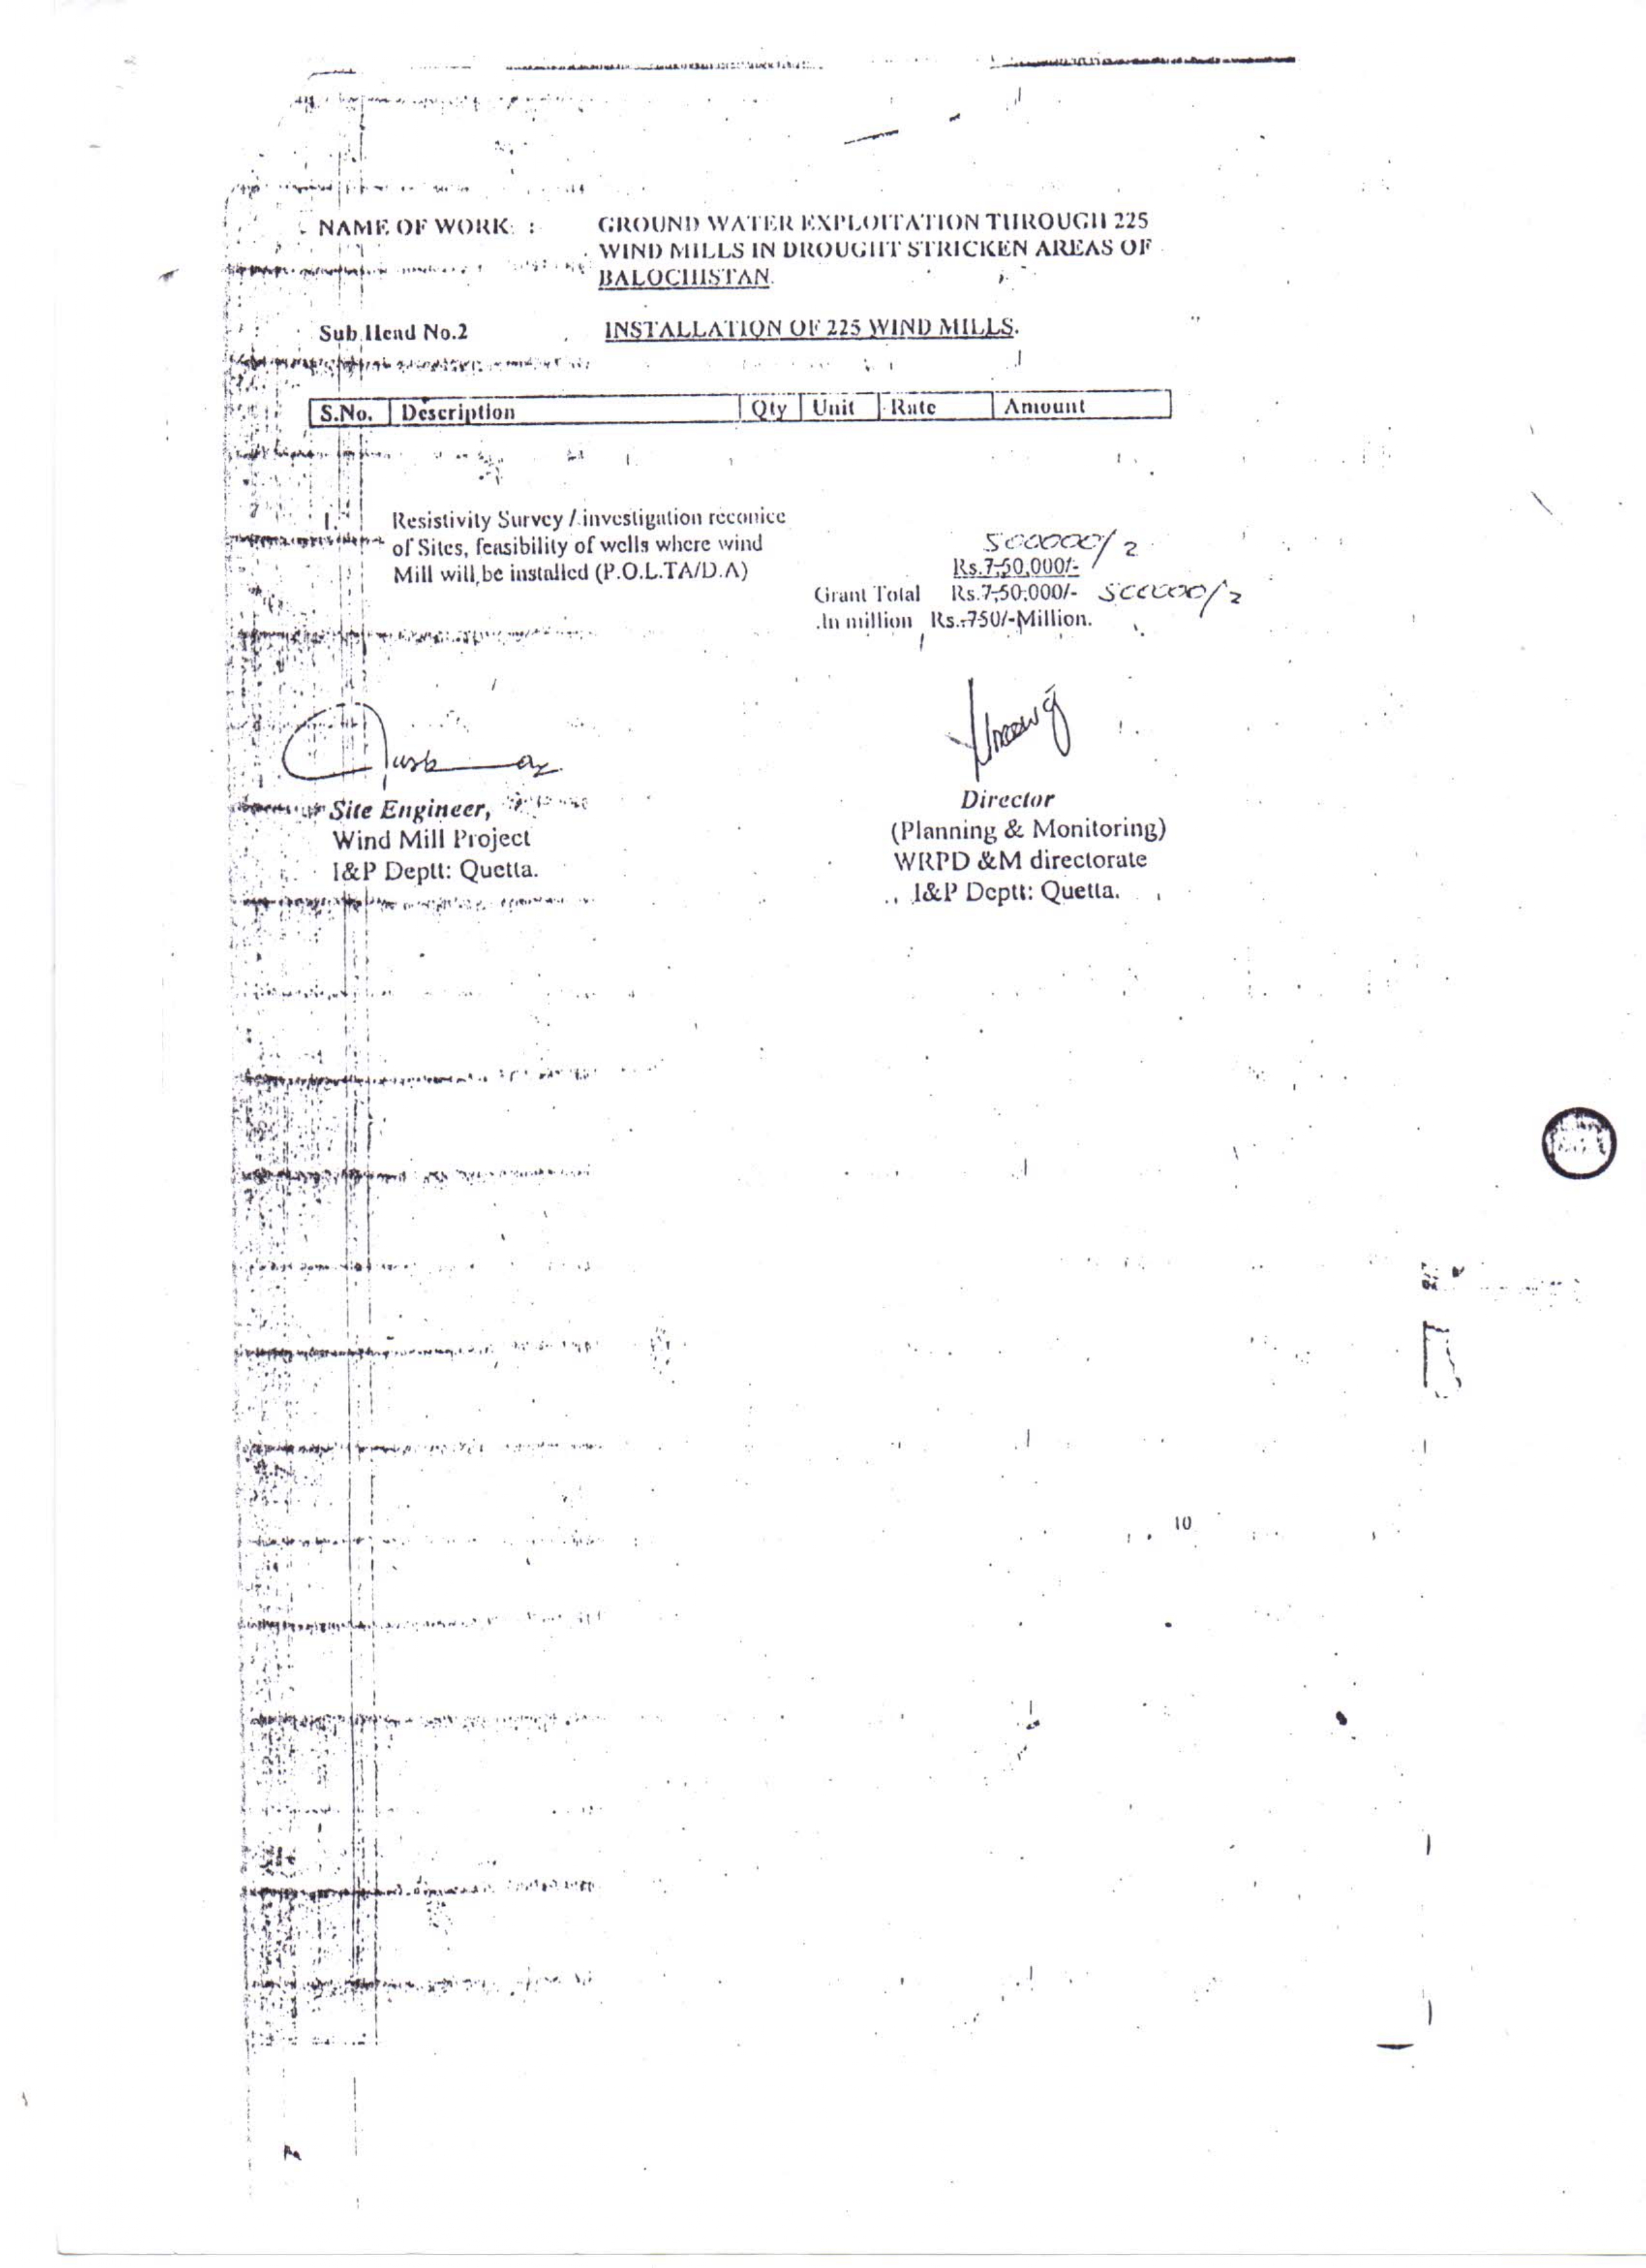 NAME OF WORK : GROUND WATER EXPLOITATION THROUGH 225
WIND MILLS IN DROUGHT STRICKEN AREAS OF
BALOCHISTAN.
Sub Head No.2 INSTALLATION OF 225 WIND MILLS.
S.No. Description Qty Unit Rate Amount
1. Resistivity Survey / investigation reconice
of Sites, feasibility of wells where wind
Mill will be installed (P.O.L.TA/D.A)
500000/2
Rs.7,50,000/-
Grant Total Rs.7,50,000/- 500000/2
In million Rs. 750/-Million.
Site Engineer,
Wind Mill Project
I&P Deptt: Quetta.
Director
(Planning & Monitoring)
WRPD &M directorate
I&P Deptt: Quetta.
10